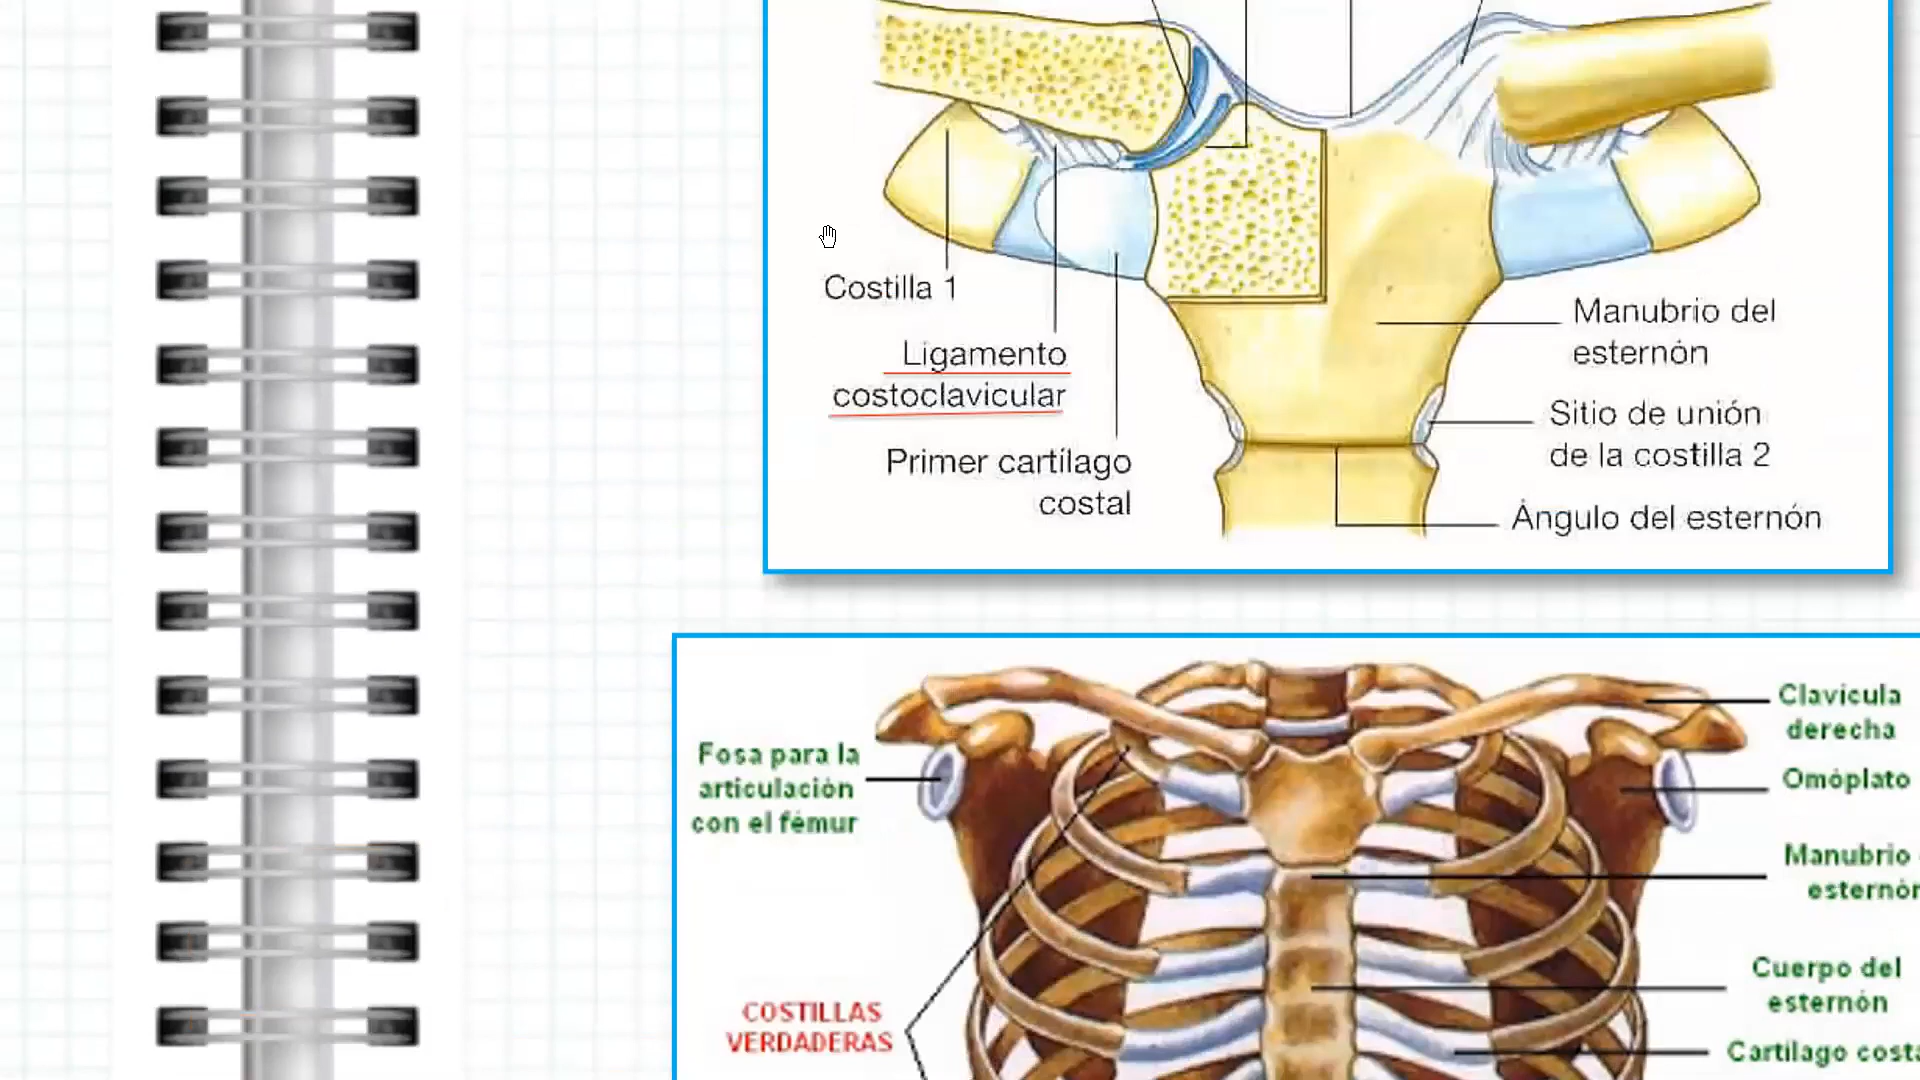 Costilla 1
Ligamento
costoclavicular
Primer cartílago
costal
Manubrio del
esternón
Sitio de unión
de la costilla 2
Ángulo del esternón
Fosa para la
articulación
con el fémur
COSTILLAS
VERDADERAS
Clavícula
derecha
Omóplato
Manubrio
esternón
Cuerpo del
esternón
Cartílago costa